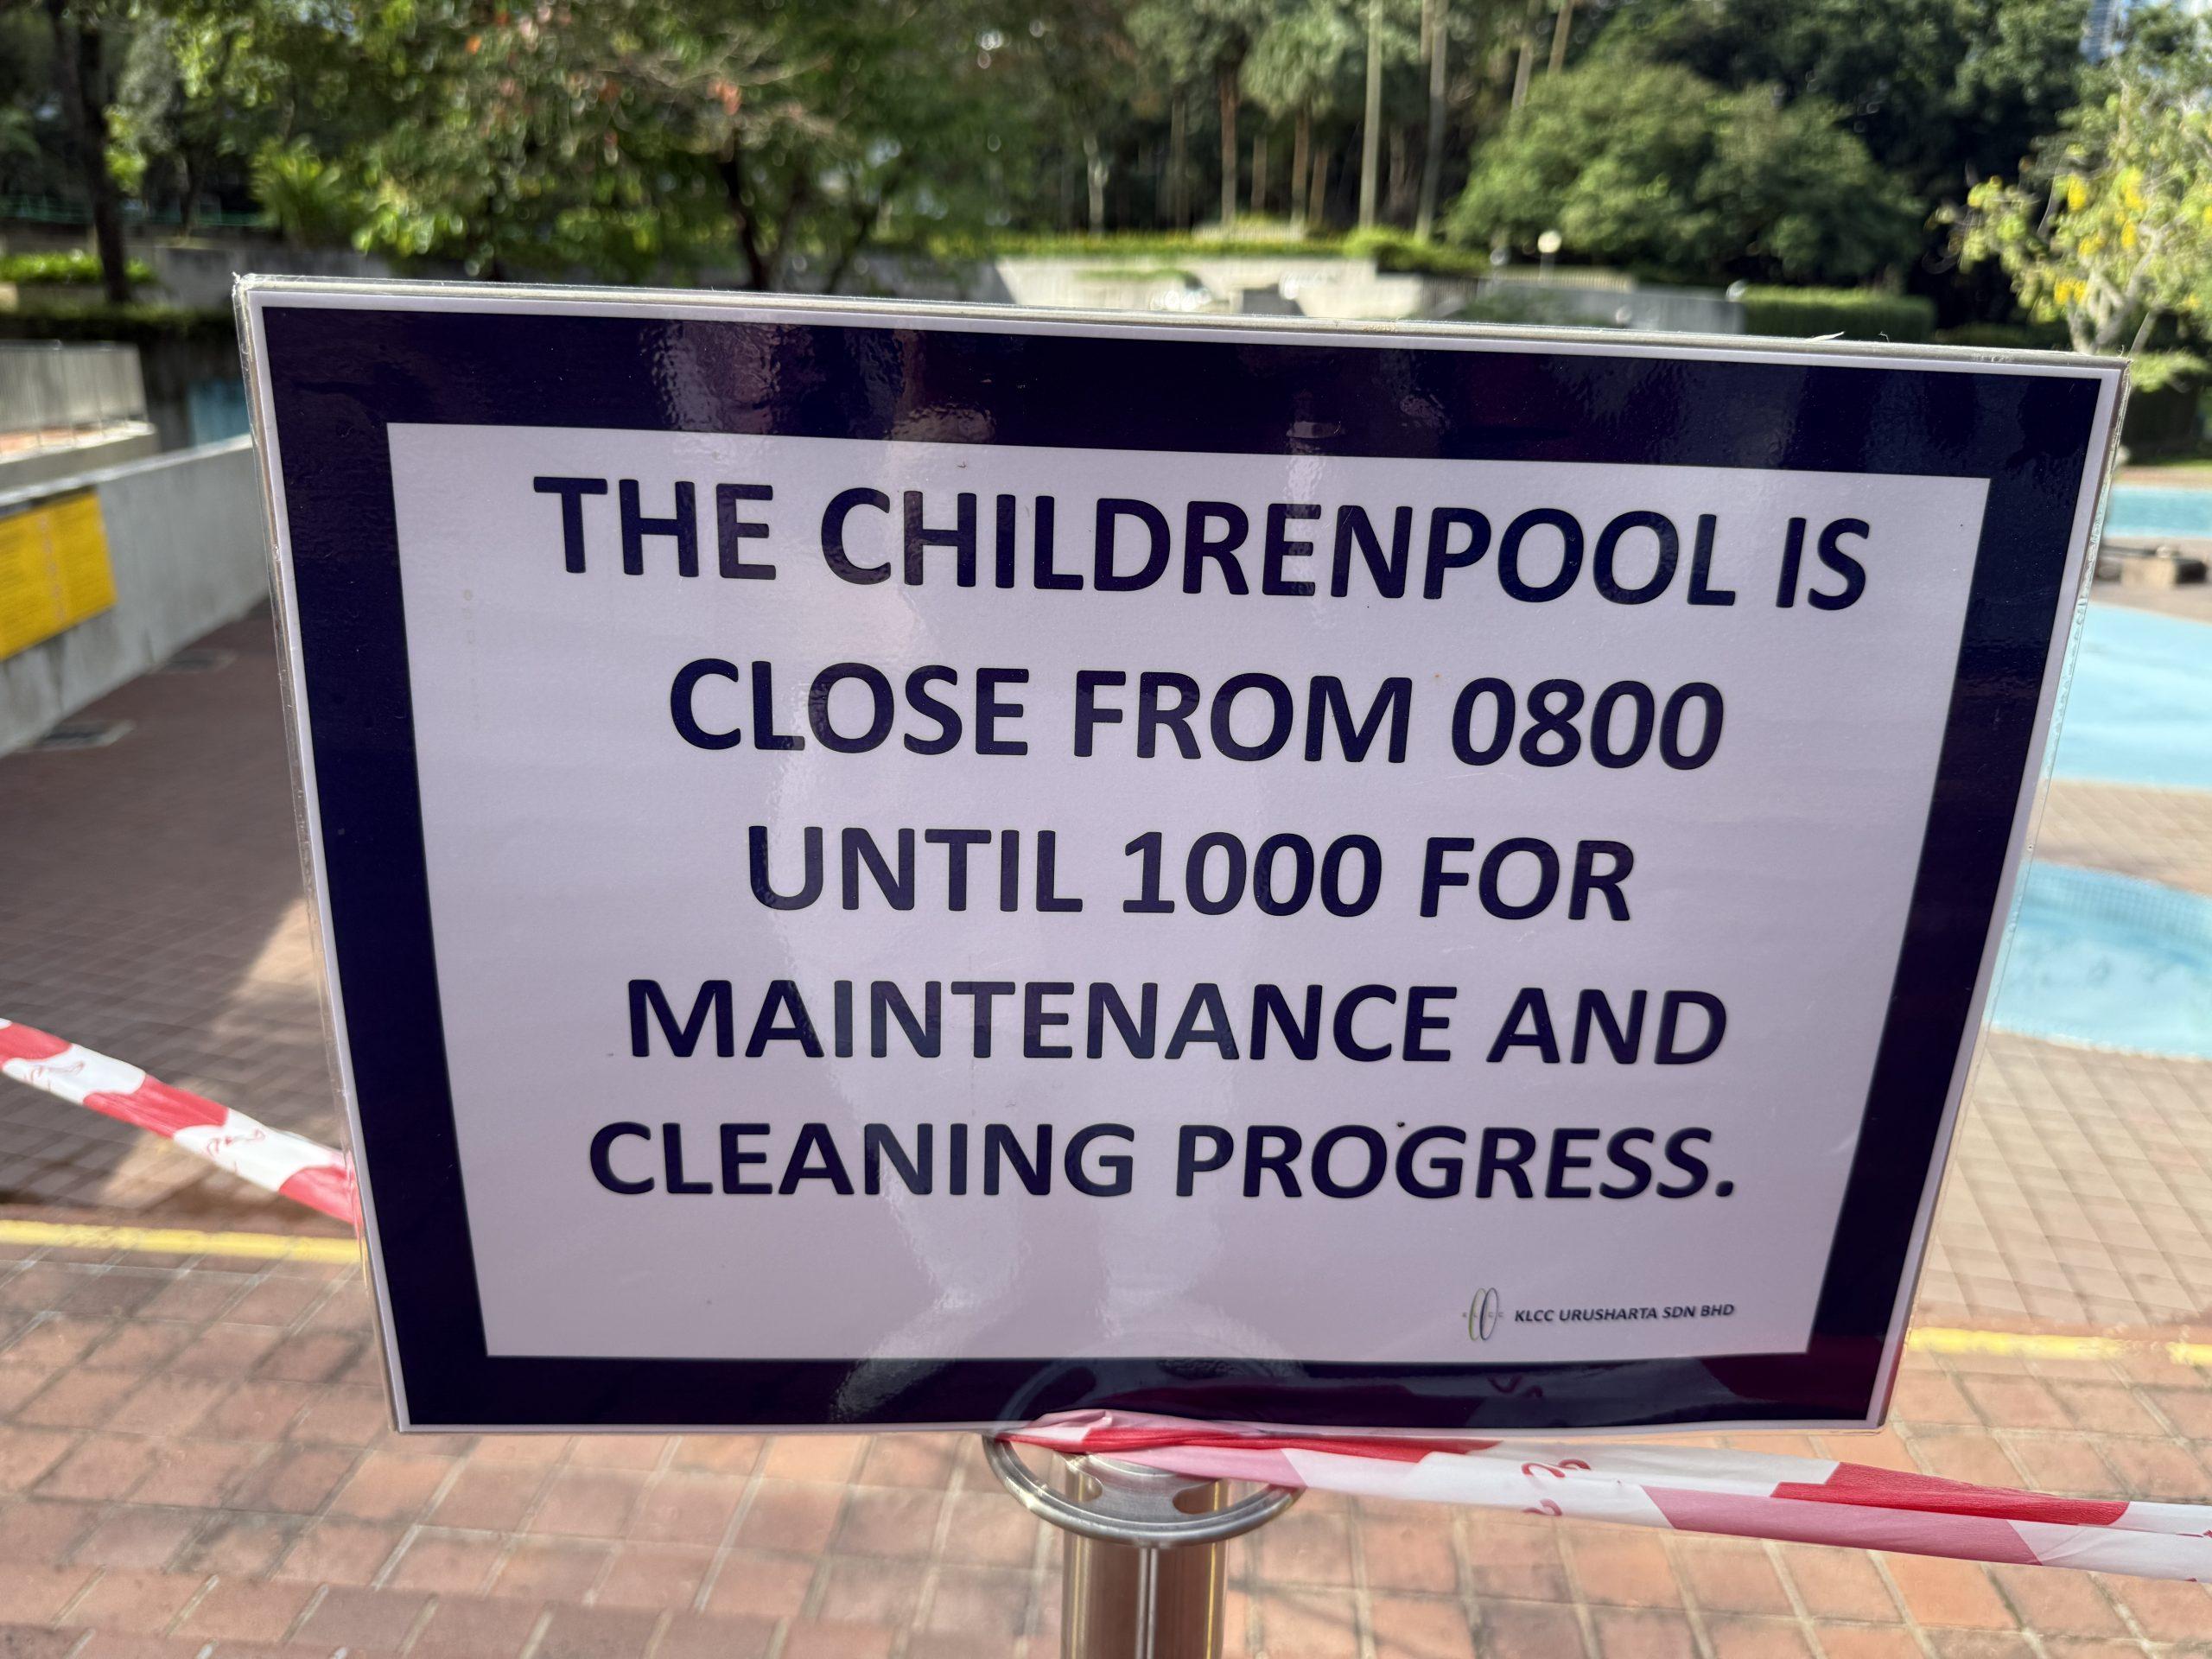 THE CHILDRENPOOL IS
CLOSE FROM 0800
UNTIL 1000 FOR
MAINTENANCE AND
CLEANING PROGRESS.
KLCC URUSHARTA SDN BHD